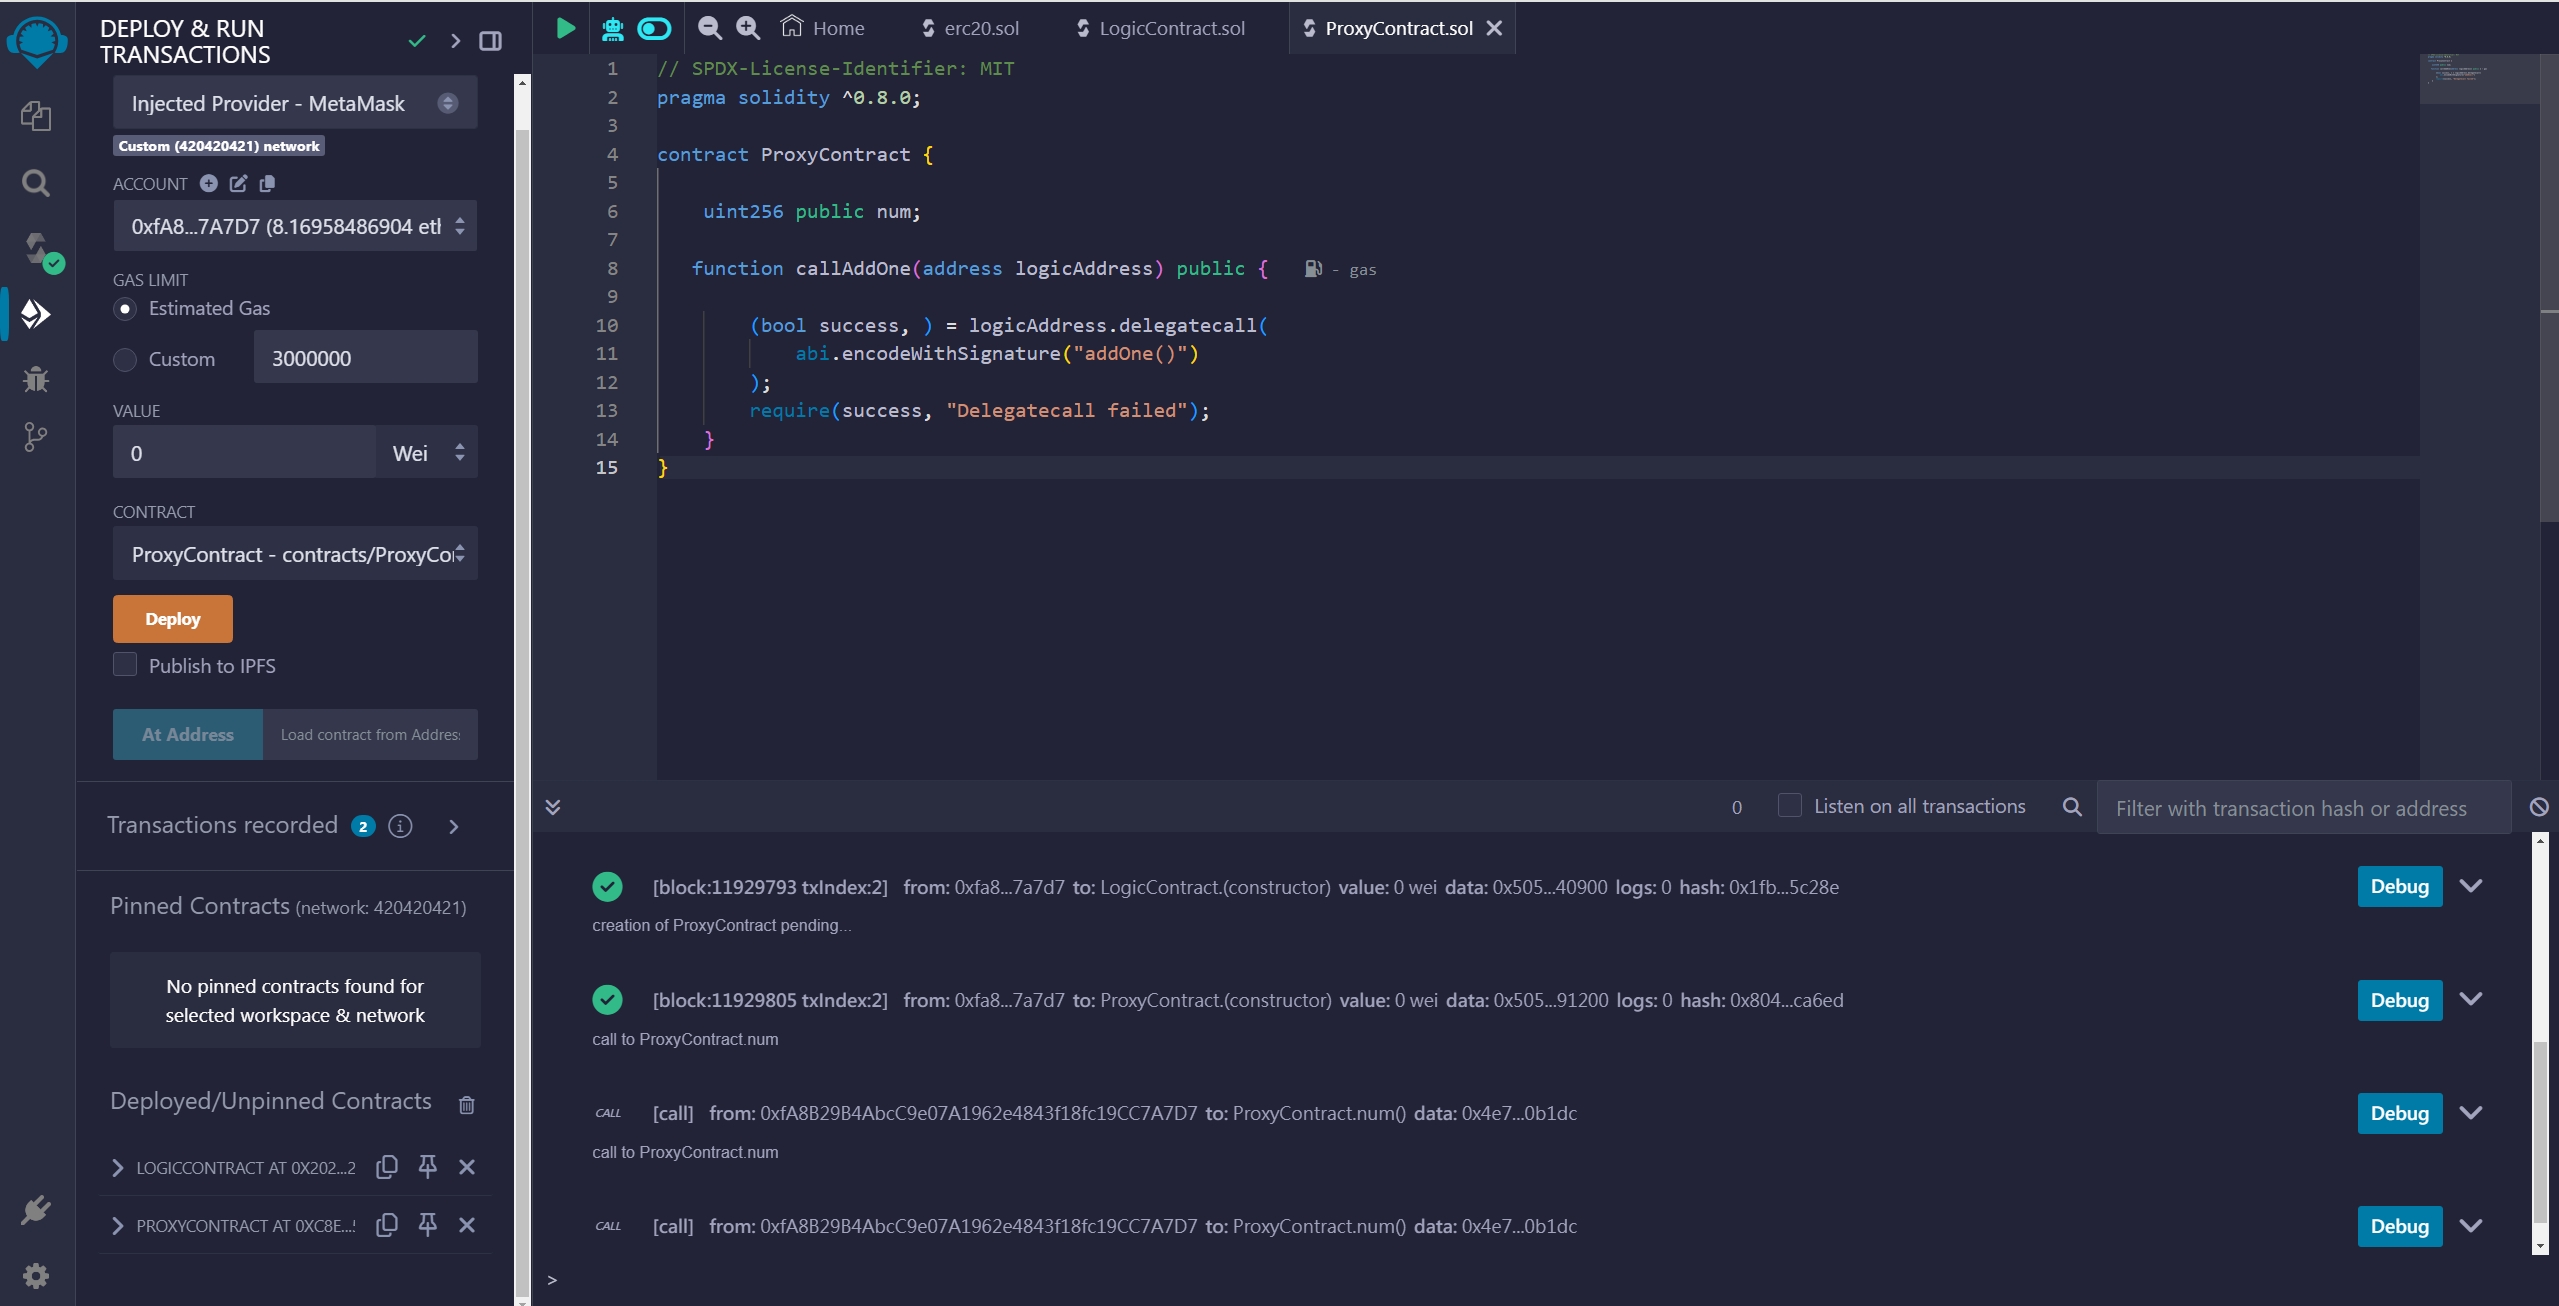 DEPLOY & RUN
TRANSACTIONS
Injected Provider - MetaMask
Custom (420420421) network
ACCOUNT
0xfA8...7A7D7 (8.16958486904 eth
GAS LIMIT
Estimated Gas
Custom
3000000
VALUE
0
Wei
CONTRACT
ProxyContract - contracts/ProxyCo
Deploy
Publish to IPFS
At Address
Load contract from Addres
Transactions recorded 2 i
Pinned Contracts (network: 420420421)
No pinned contracts found for
selected workspace & network
Deployed/Unpinned Contracts
LOGICCONTRACT AT 0X202...2
PROXYCONTRACT AT 0XC8E...
Home
erc20.sol
LogicContract.sol
ProxyContract.sol
1 // SPDX-License-Identifier: MIT
2 pragma solidity ^0.8.0;
3
4 contract ProxyContract {
5
6 uint256 public num;
7
8 function callAddOne(address logicAddress) public { - gas
9
10 (bool success, ) = logicAddress.delegatecall(
11 abi.encodeWithSignature("addOne()")
12 );
13 require(success, "Delegatecall failed");
14 }
15 }
0
Listen on all transactions
Filter with transaction hash or address
[block:11929793 txIndex:2] from: 0xfa8...7a7d7 to: LogicContract.(constructor) value: 0 wei data: 0x505...40900 logs: 0 hash: 0x1fb...5c28e
Debug
creation of ProxyContract pending...
[block:11929805 txIndex:2] from: 0xfa8...7a7d7 to: ProxyContract.(constructor) value: 0 wei data: 0x505...91200 logs: 0 hash: 0x804...ca6ed
Debug
call to ProxyContract.num
CALL [call] from: 0xfA8B29B4AbcC9e07A1962e4843f18fc19CC7A7D7 to: ProxyContract.num() data: 0x4e7...0b1dc
Debug
call to ProxyContract.num
CALL [call] from: 0xfA8B29B4AbcC9e07A1962e4843f18fc19CC7A7D7 to: ProxyContract.num() data: 0x4e7...0b1dc
Debug
>